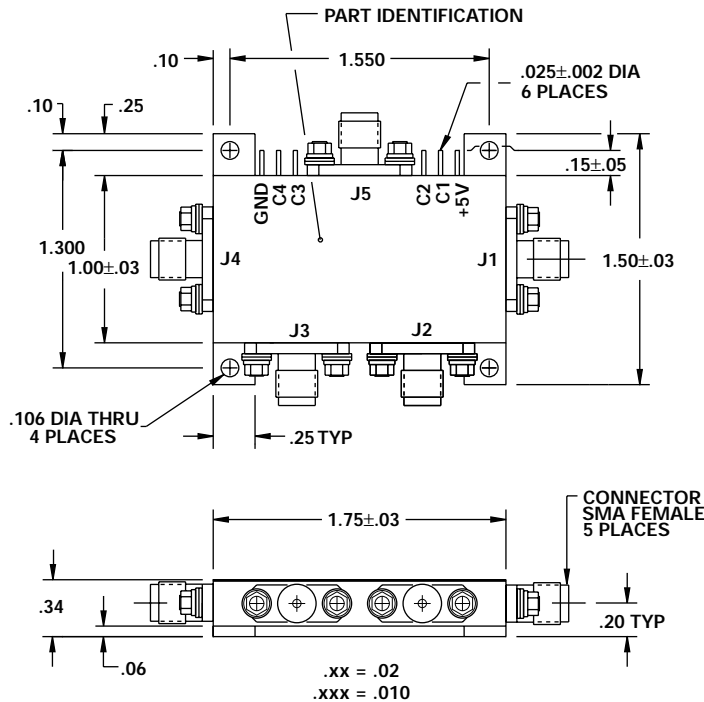 PART IDENTIFICATION
.10
1.550
.025±.002 DIA
6 PLACES
.10
.25
.15±.05
J5
GND
C4
C3
C2
C1
+5V
1.300
1.00±.03
J4
J1
1.50±.03
J3
J2
.106 DIA THRU
4 PLACES
.25 TYP
1.75±.03
CONNECTOR
SMA FEMALE
5 PLACES
.34
.20 TYP
.06
.xx = .02
.xxx = .010